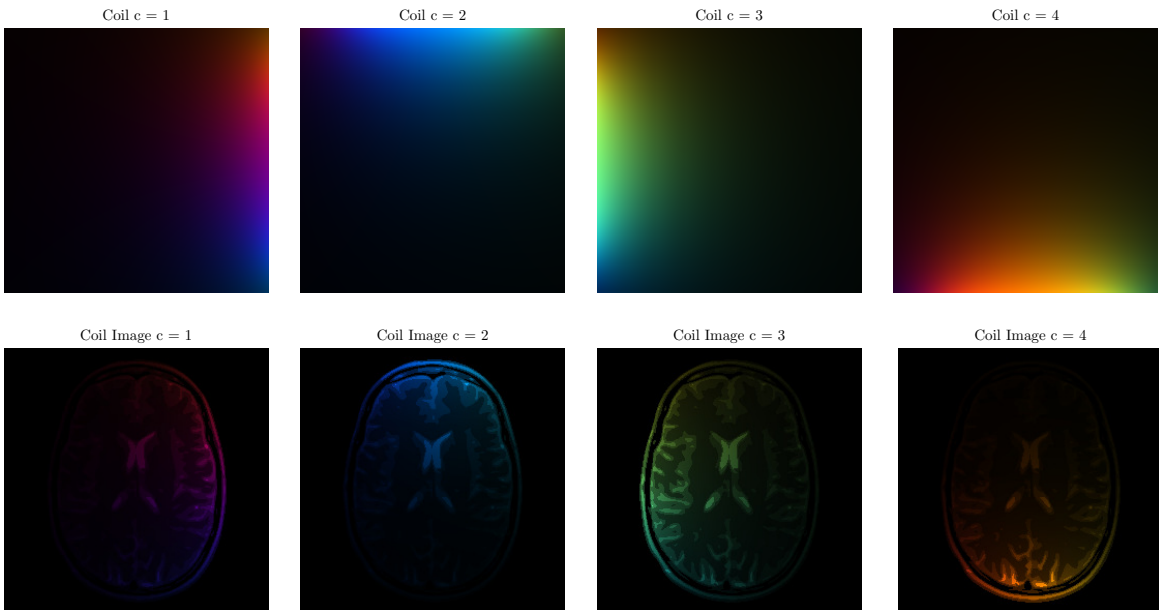 Coil c = 1
Coil c = 2
Coil c = 3
Coil c = 4
Coil Image c = 1
Coil Image c = 2
Coil Image c = 3
Coil Image c = 4